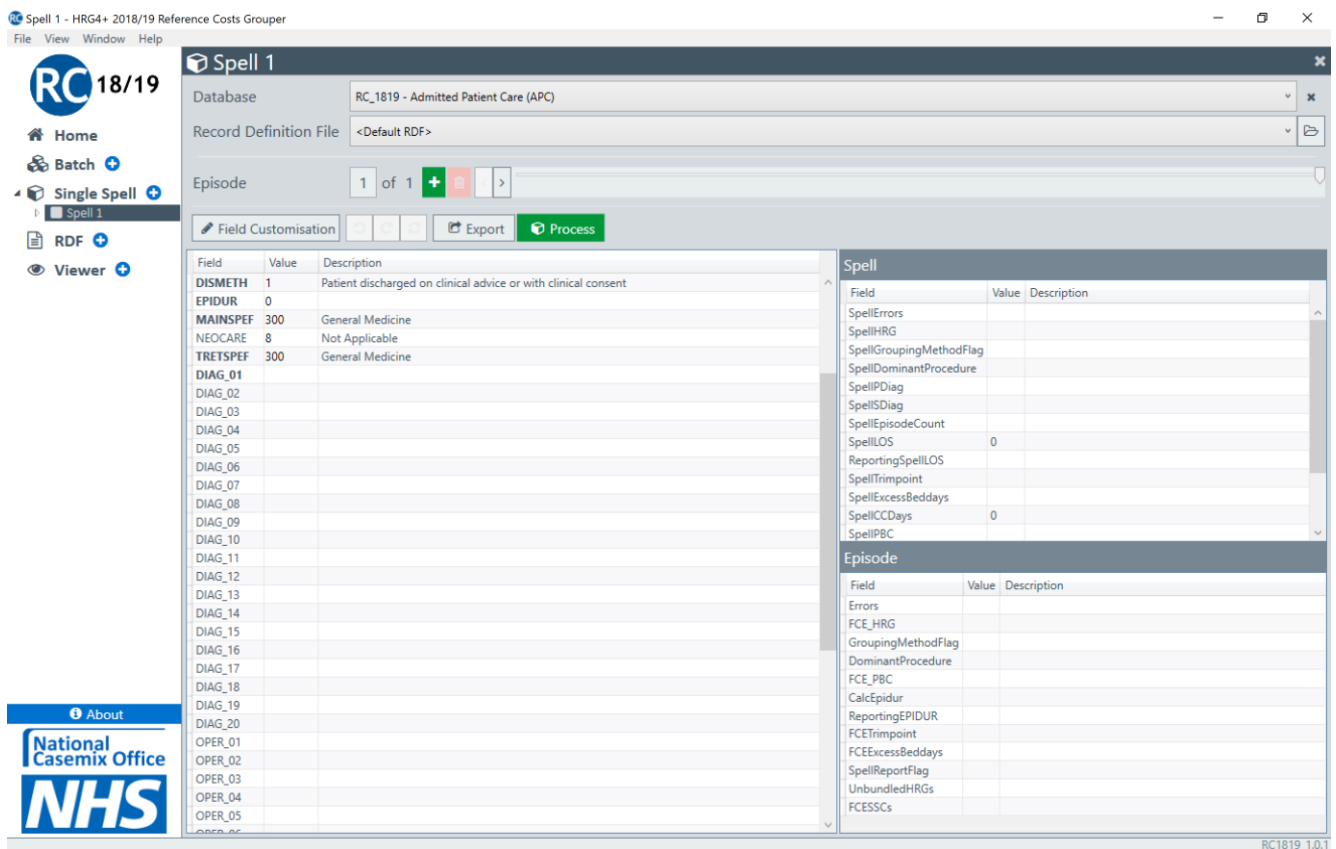 Spell 1 - HRG4+ 2018/19 Reference Costs Grouper
File View Window Help
RC 18/19
Home
Batch
Single Spell
Spell 1
RDF
Viewer
About
National
Casemix Office
NHS
Spell 1
Database RC_1819 - Admitted Patient Care (APC)
Record Definition File <Default RDF>
Episode 1 of 1
Field Customisation Export Process
Field Value Description
DISMETH 1 Patient discharged on clinical advice or with clinical consent
EPIDUR 0
MAINSPEF 300 General Medicine
NEOCARE 8 Not Applicable
TRETSPEF 300 General Medicine
DIAG_01
DIAG_02
DIAG_03
DIAG_04
DIAG_05
DIAG_06
DIAG_07
DIAG_08
DIAG_09
DIAG_10
DIAG_11
DIAG_12
DIAG_13
DIAG_14
DIAG_15
DIAG_16
DIAG_17
DIAG_18
DIAG_19
DIAG_20
OPER_01
OPER_02
OPER_03
OPER_04
OPER_05
Spell
Field Value Description
SpellErrors
SpellHRG
SpellGroupingMethodFlag
SpellDominantProcedure
SpellPDiag
SpellSDiag
SpellEpisodeCount
SpellLOS 0
ReportingSpellLOS
SpellTrimpoint
SpellExcessBeddays
SpellCCDays 0
SpellPBC
Episode
Field Value Description
Errors
FCE_HRG
GroupingMethodFlag
DominantProcedure
FCE_PBC
CalcEpidur
ReportingEPIDUR
FCETrimpoint
FCEExcessBeddays
SpellReportFlag
UnbundledHRGs
FCESSCs
RC1819 1.0.1